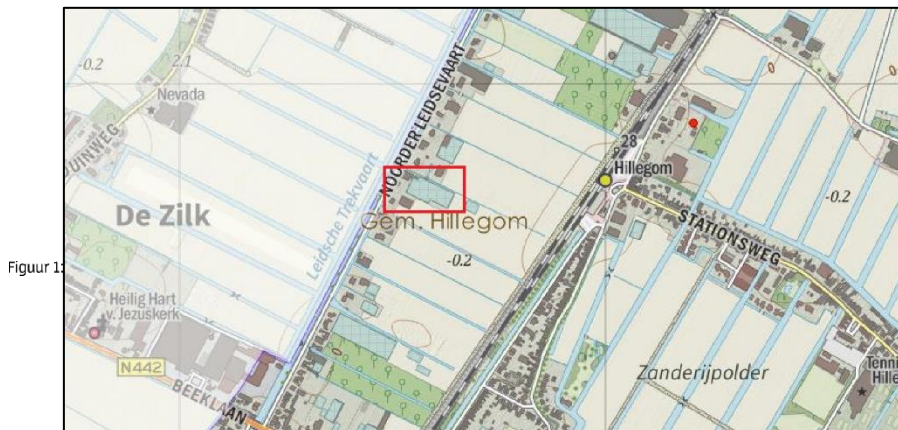 -0.2
2.1
Nevada
DUINWEG
NOORDER LEIDSEVAART
28
Hillegom
-0.2
De Zilk
Leidsche Trekvaart
Gem. Hillegom
STATIONSWEG
-0.2
Figuur 1:
Heilig Hart
v. Jezuskerk
N442
BEEKLAAN
Zanderijpolder
Tenni
Hille